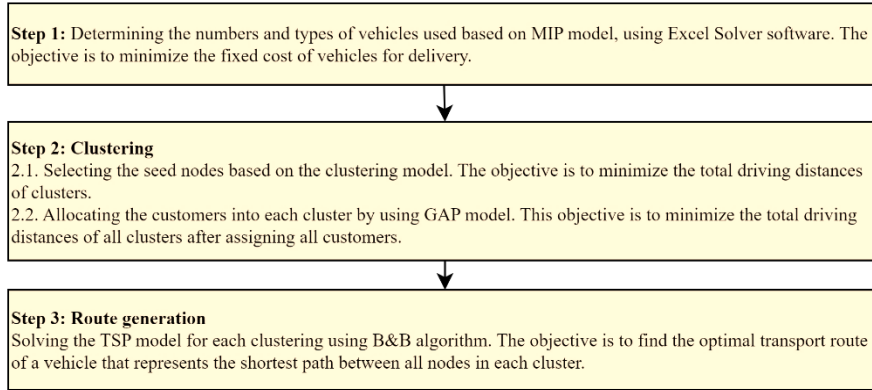 Step 1: Determining the numbers and types of vehicles used based on MIP model, using Excel Solver software. The
objective is to minimize the fixed cost of vehicles for delivery.
Step 2: Clustering
2.1. Selecting the seed nodes based on the clustering model. The objective is to minimize the total driving distances
of clusters.
2.2. Allocating the customers into each cluster by using GAP model. This objective is to minimize the total driving
distances of all clusters after assigning all customers.
Step 3: Route generation
Solving the TSP model for each clustering using B&B algorithm. The objective is to find the optimal transport route
of a vehicle that represents the shortest path between all nodes in each cluster.